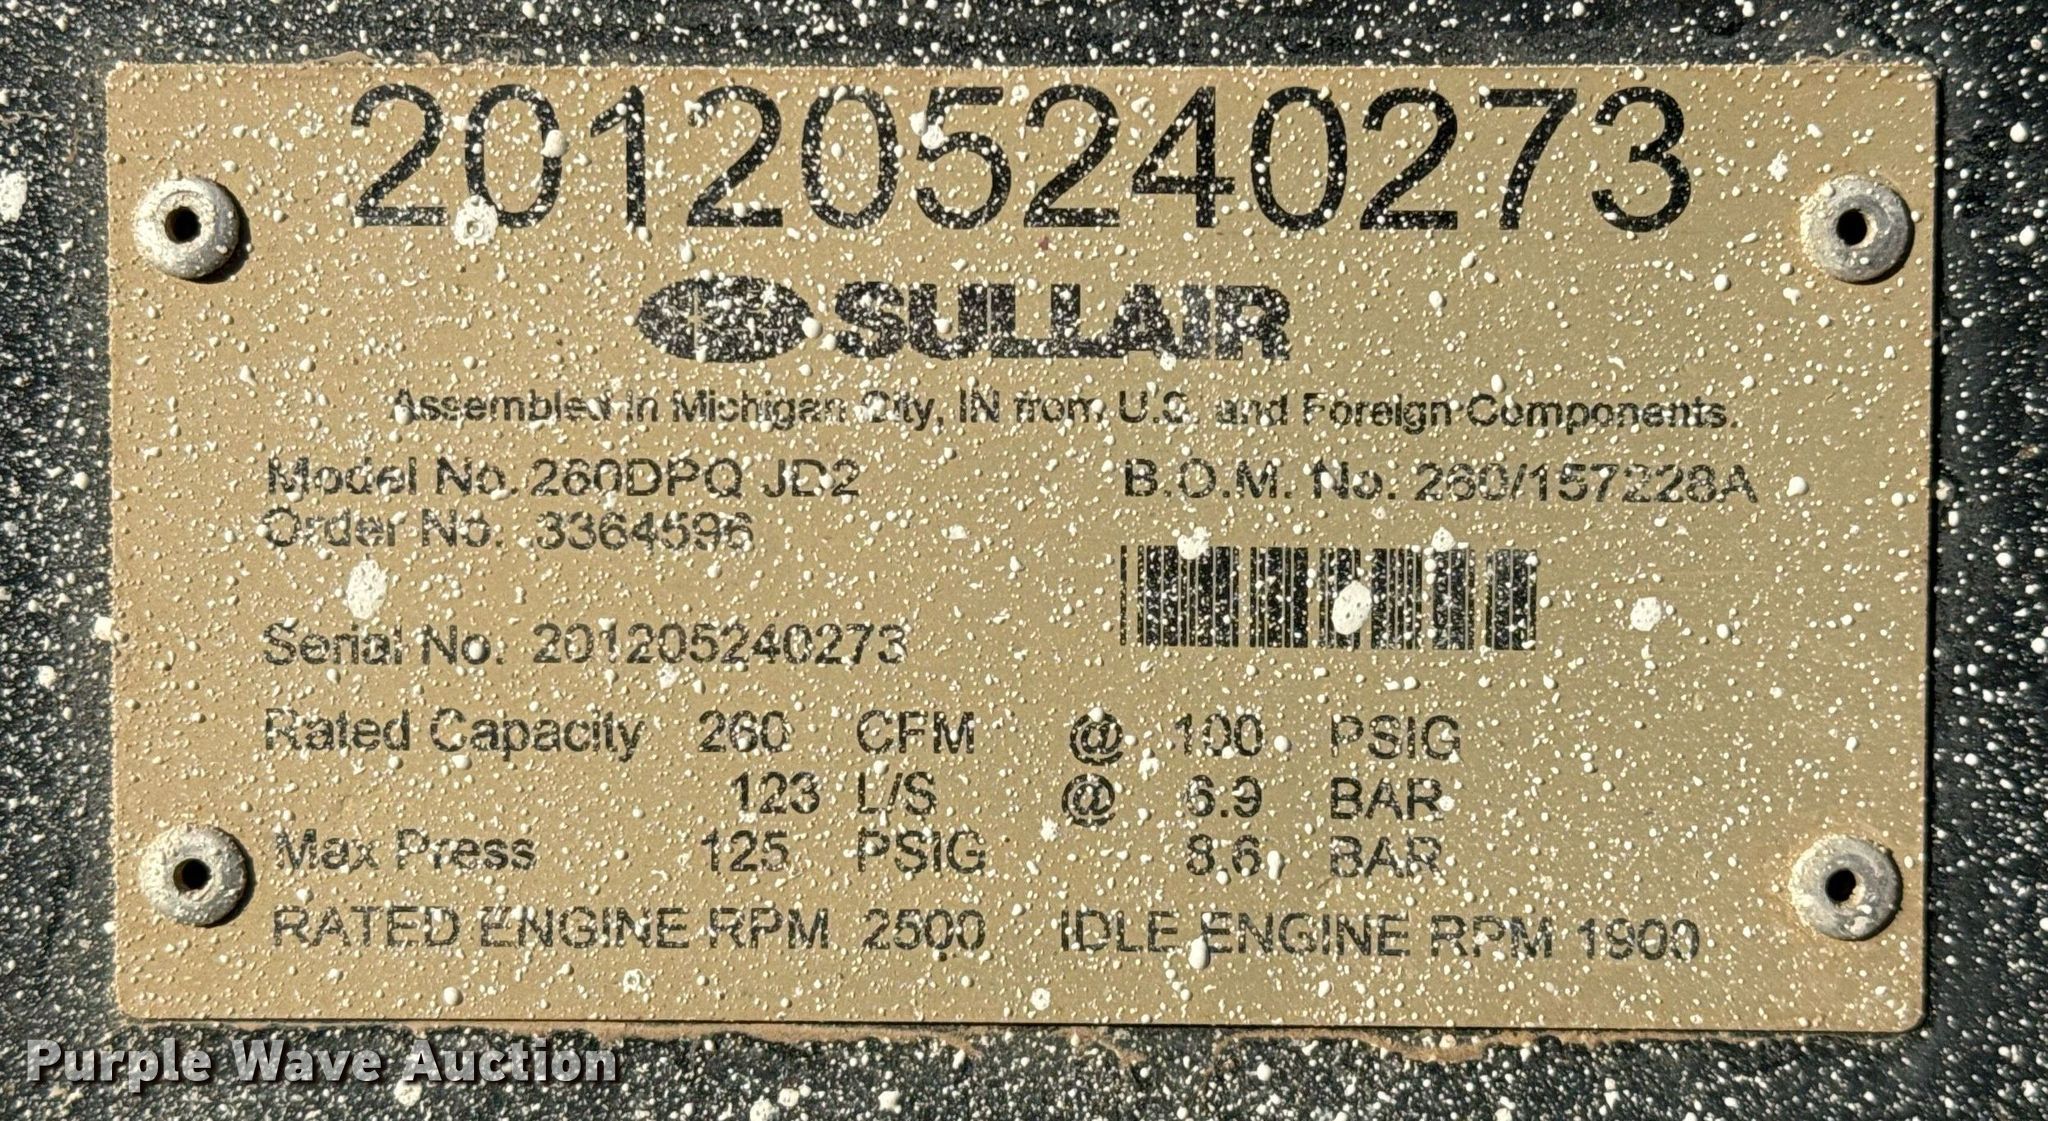 201205240273
SULLAIR
Assembled in Michigan City, IN from U.S. and Foreign Components.
Model No. 260DPQ JD2 B.O.M. No. 260/157228A
Order No. 3364596
Serial No. 201205240273
Rated Capacity 260 CFM @ 100 PSIG
123 L/S @ 6.9 BAR
Max Press 125 PSIG 8.6 BAR
RATED ENGINE RPM 2500 IDLE ENGINE RPM 1900
Purple Wave Auction